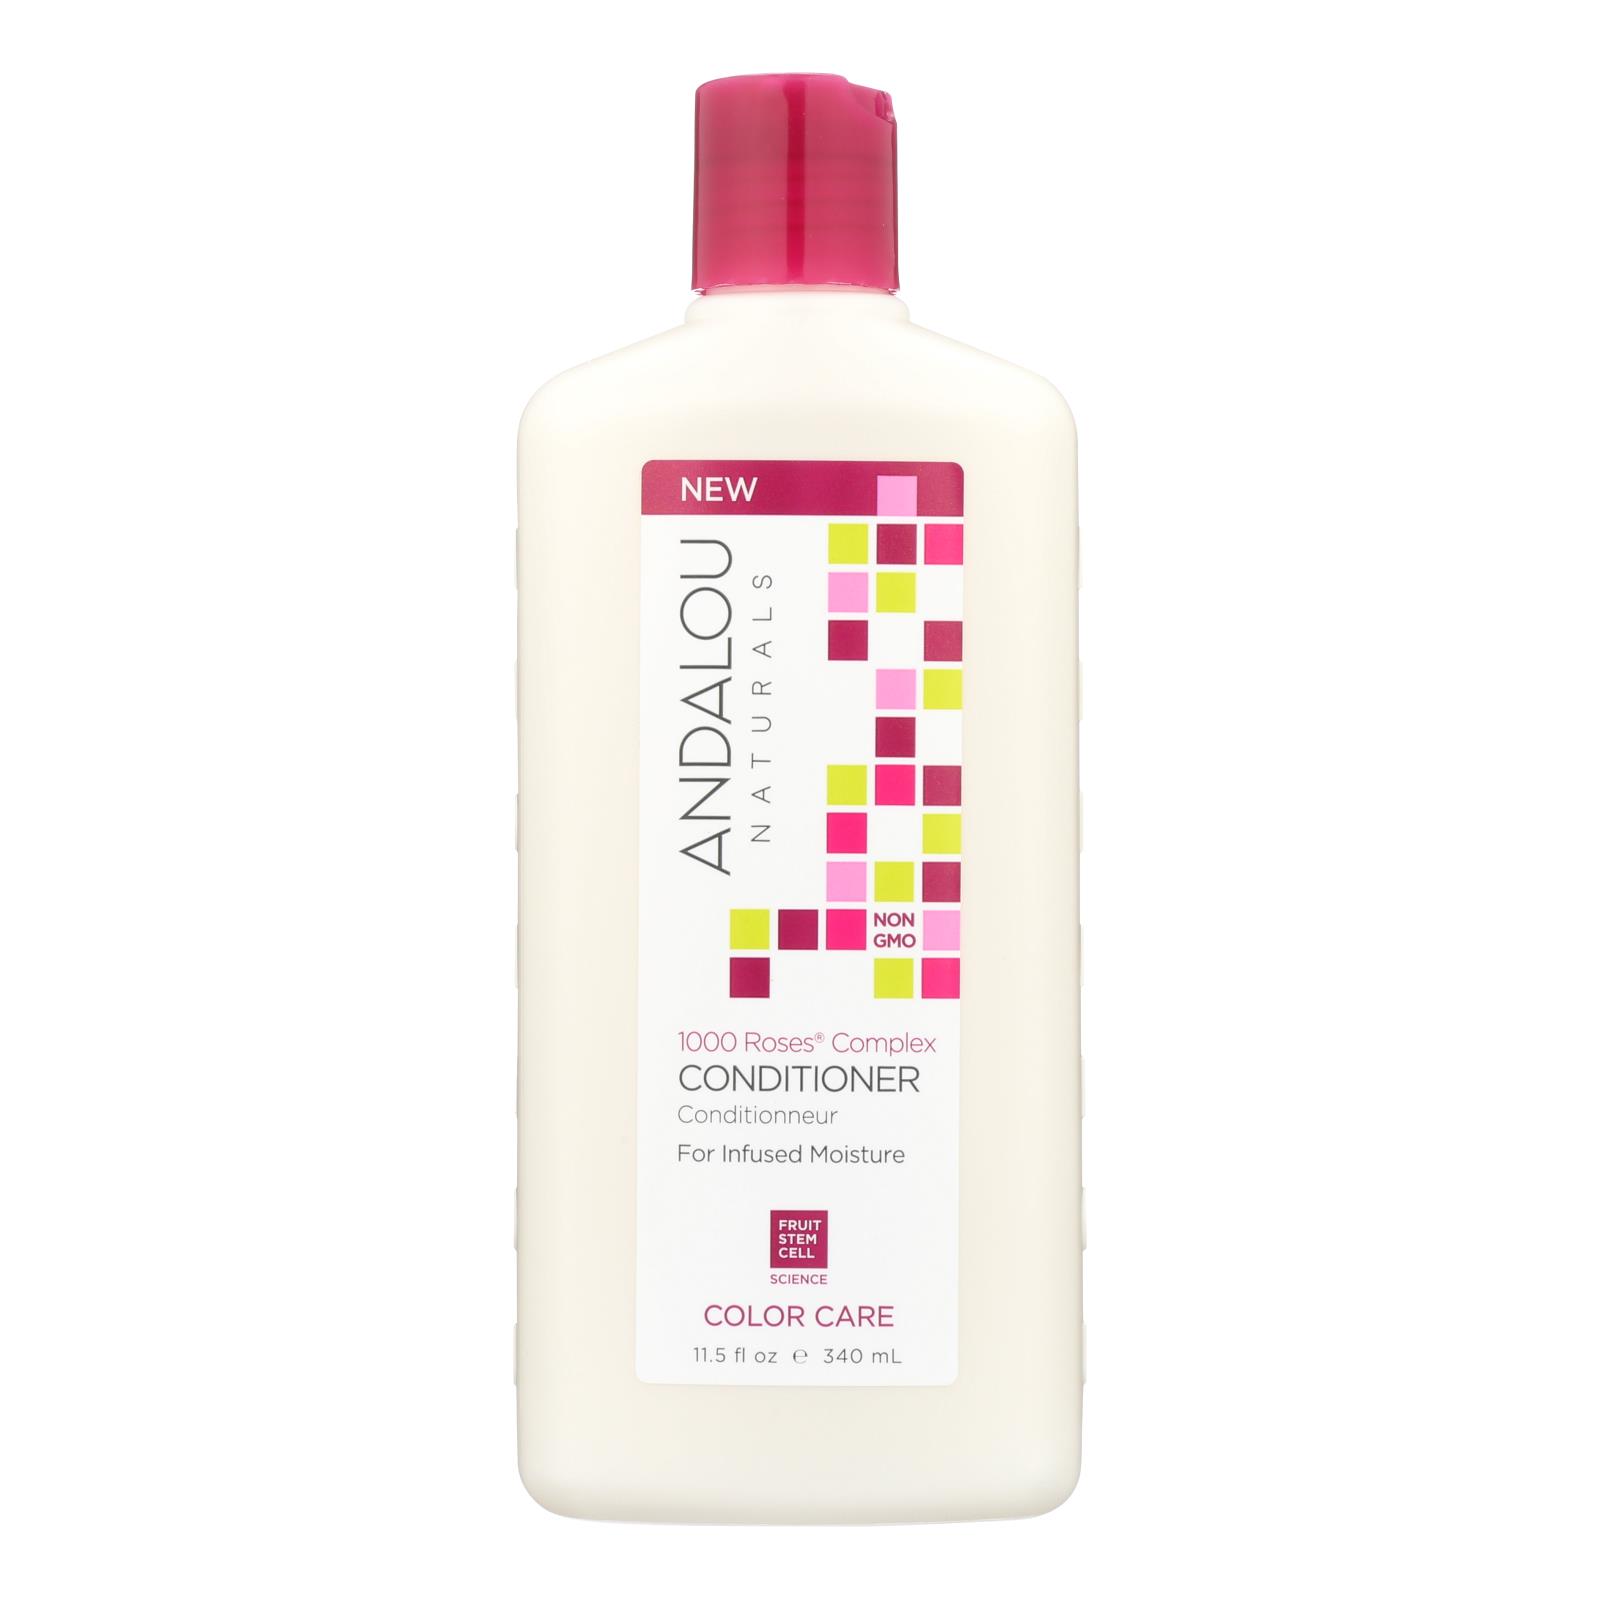 NEW
ANDALOU
NATURALS
NON
GMO
1000 Roses® Complex
CONDITIONER
Conditionneur
For Infused Moisture
FRUIT
STEM
CELL
SCIENCE
COLOR CARE
11.5 fl oz ℮ 340 mL